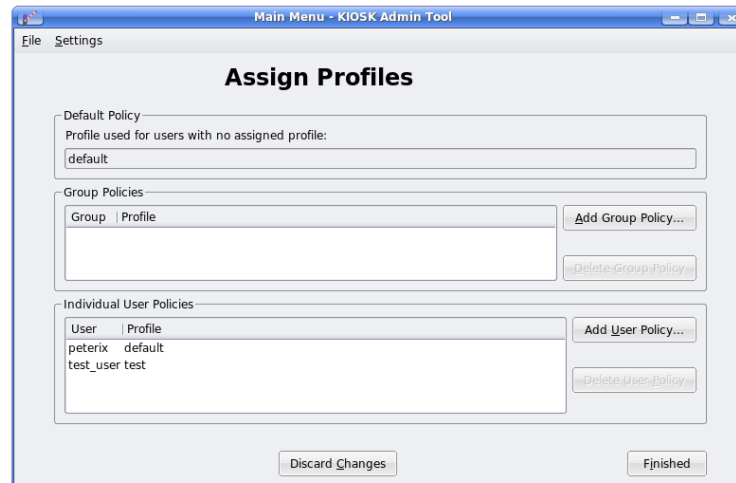 Main Menu - KIOSK Admin Tool
File Settings
Assign Profiles
Default Policy
Profile used for users with no assigned profile:
default
Group Policies
Group Profile
Add Group Policy...
Delete Group Policy
Individual User Policies
User Profile
Add User Policy...
peterix default
test_user test
Delete User Policy
Discard Changes
Finished